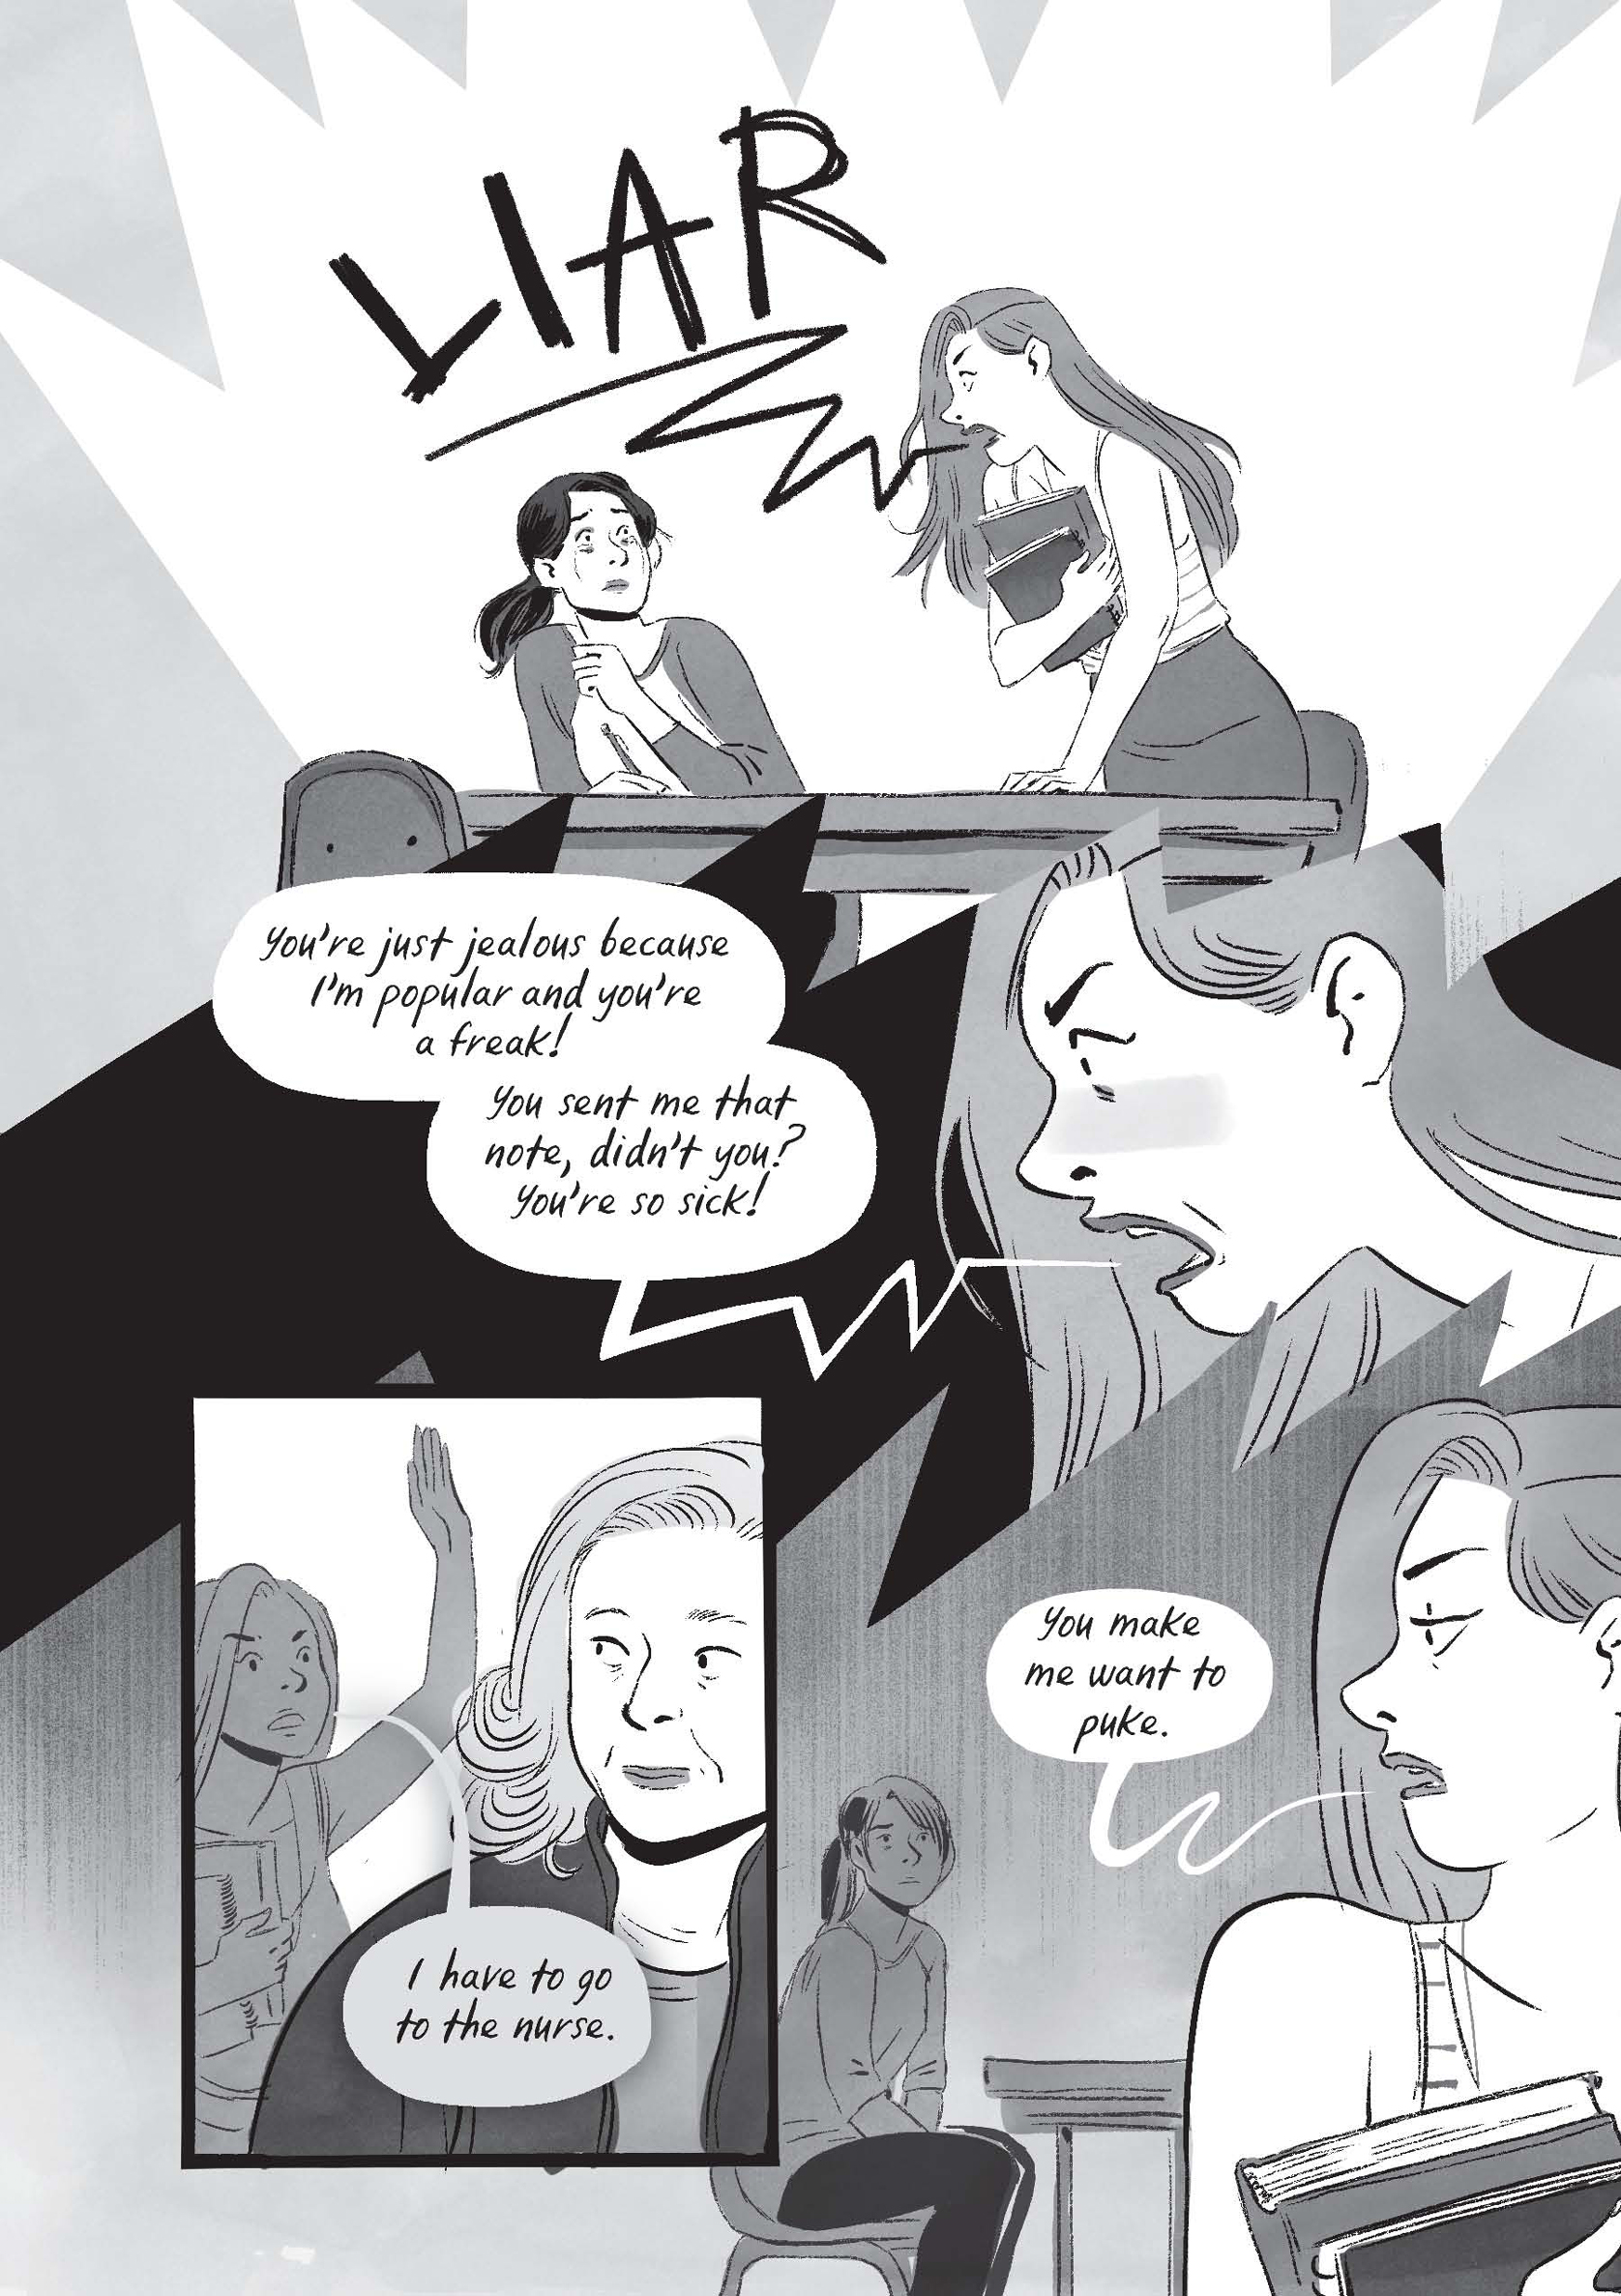 LIAR
You're just jealous because
I'm popular and you're
a freak!
You sent me that
note, didn't you?
You're so sick!
I have to go
to the nurse.
You make
me want to
puke.